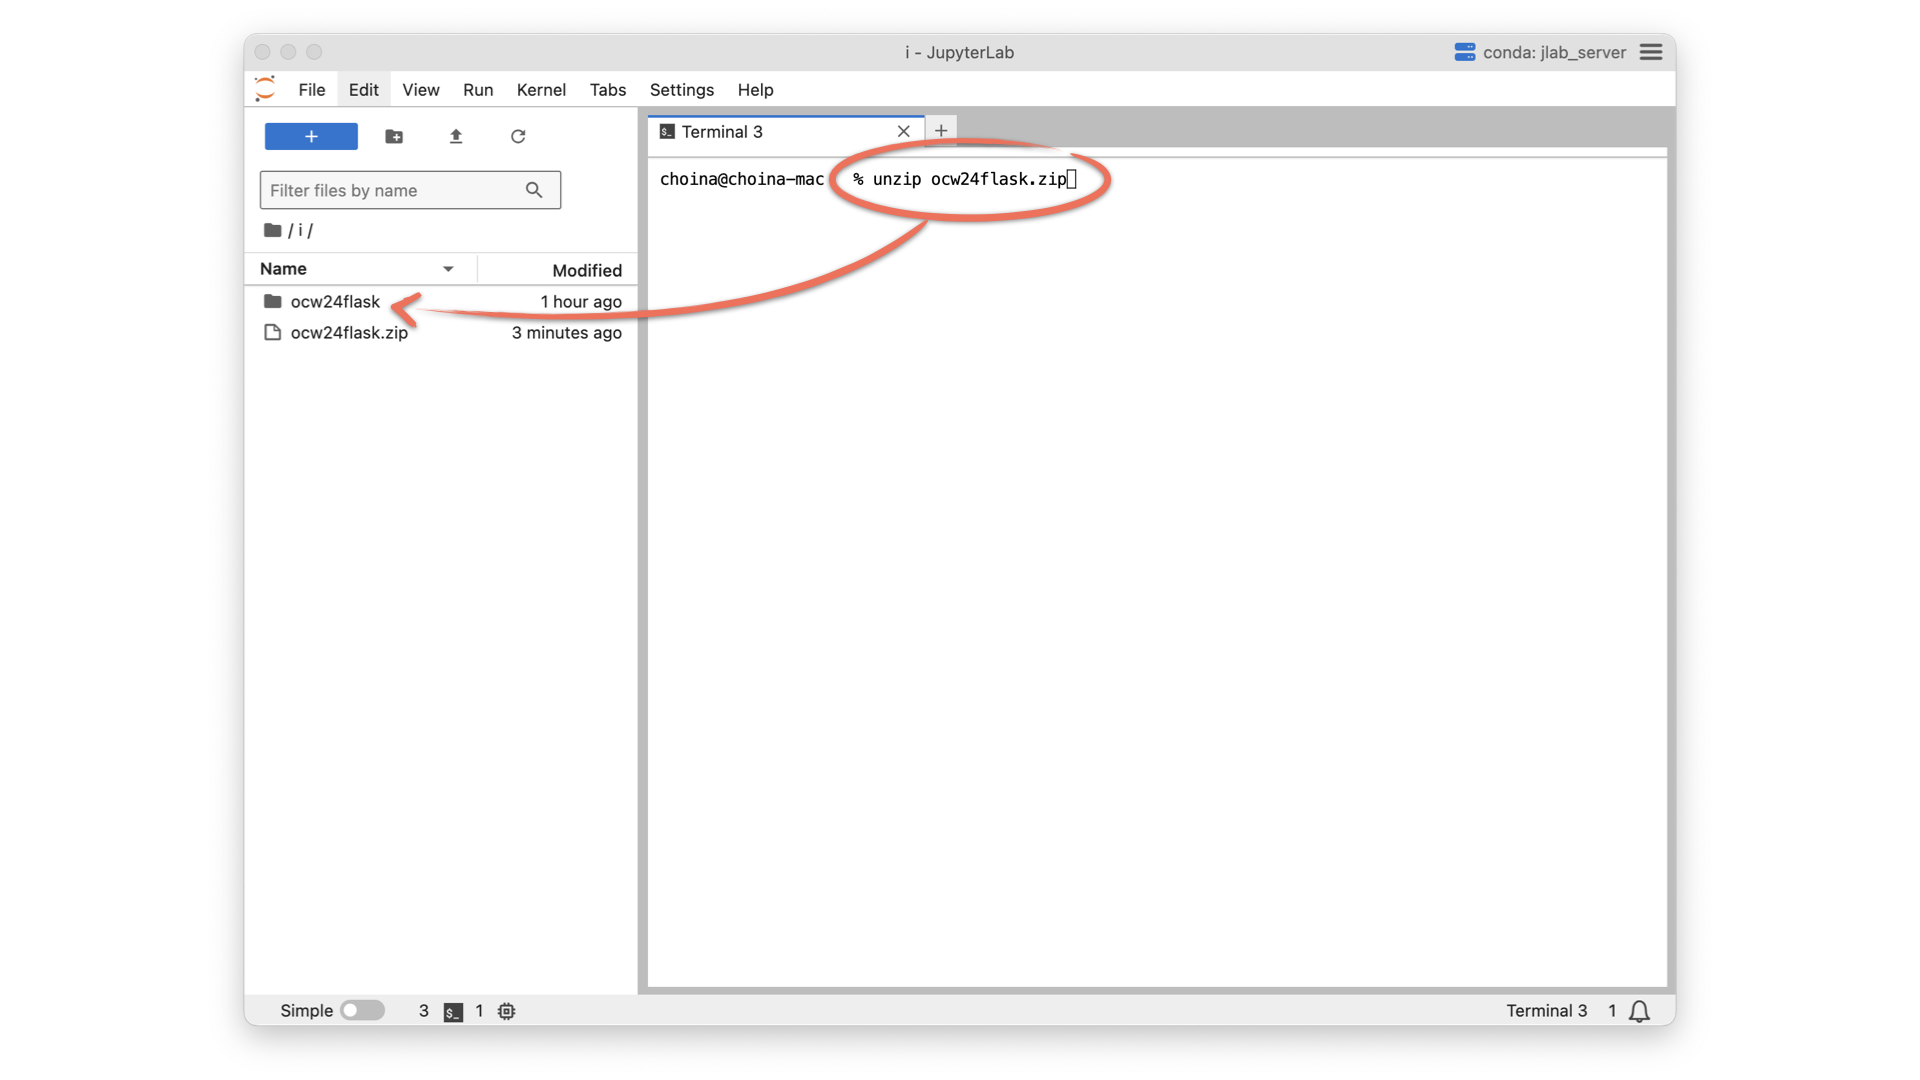 i - JupyterLab
conda: jlab_server
File Edit View Run Kernel Tabs Settings Help
+
Filter files by name
/ i /
Name Modified
ocw24flask 1 hour ago
ocw24flask.zip 3 minutes ago
$_ Terminal 3 +
choina@choina-mac % unzip ocw24flask.zip
Simple 3 $_ 1
Terminal 3 1